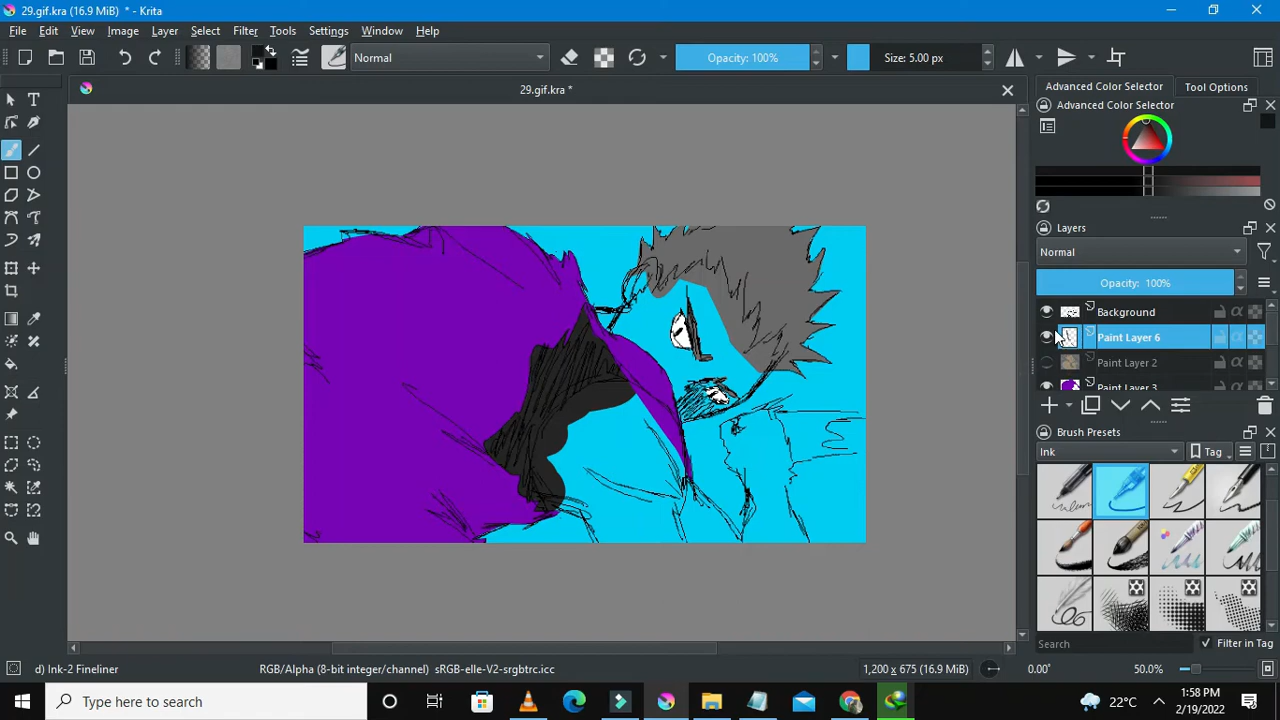 29.gif.kra (16.9 MiB) * - Krita
File Edit View Image Layer Select Filter Tools Settings Window Help
Normal
Opacity: 100%
Size: 5.00 px
29.gif.kra *
Advanced Color Selector
Tool Options
Advanced Color Selector
Layers
Normal
Opacity: 100%
Background
Paint Layer 6
Paint Layer 2
Paint Layer 3
Brush Presets
Ink
Tag
Search
Filter in Tag
d) Ink-2 Fineliner
RGB/Alpha (8-bit integer/channel) sRGB-elle-V2-srgbtrc.icc
1,200 x 675 (16.9 MiB)
0.00°
50.0%
Type here to search
22°C
1:58 PM
2/19/2022